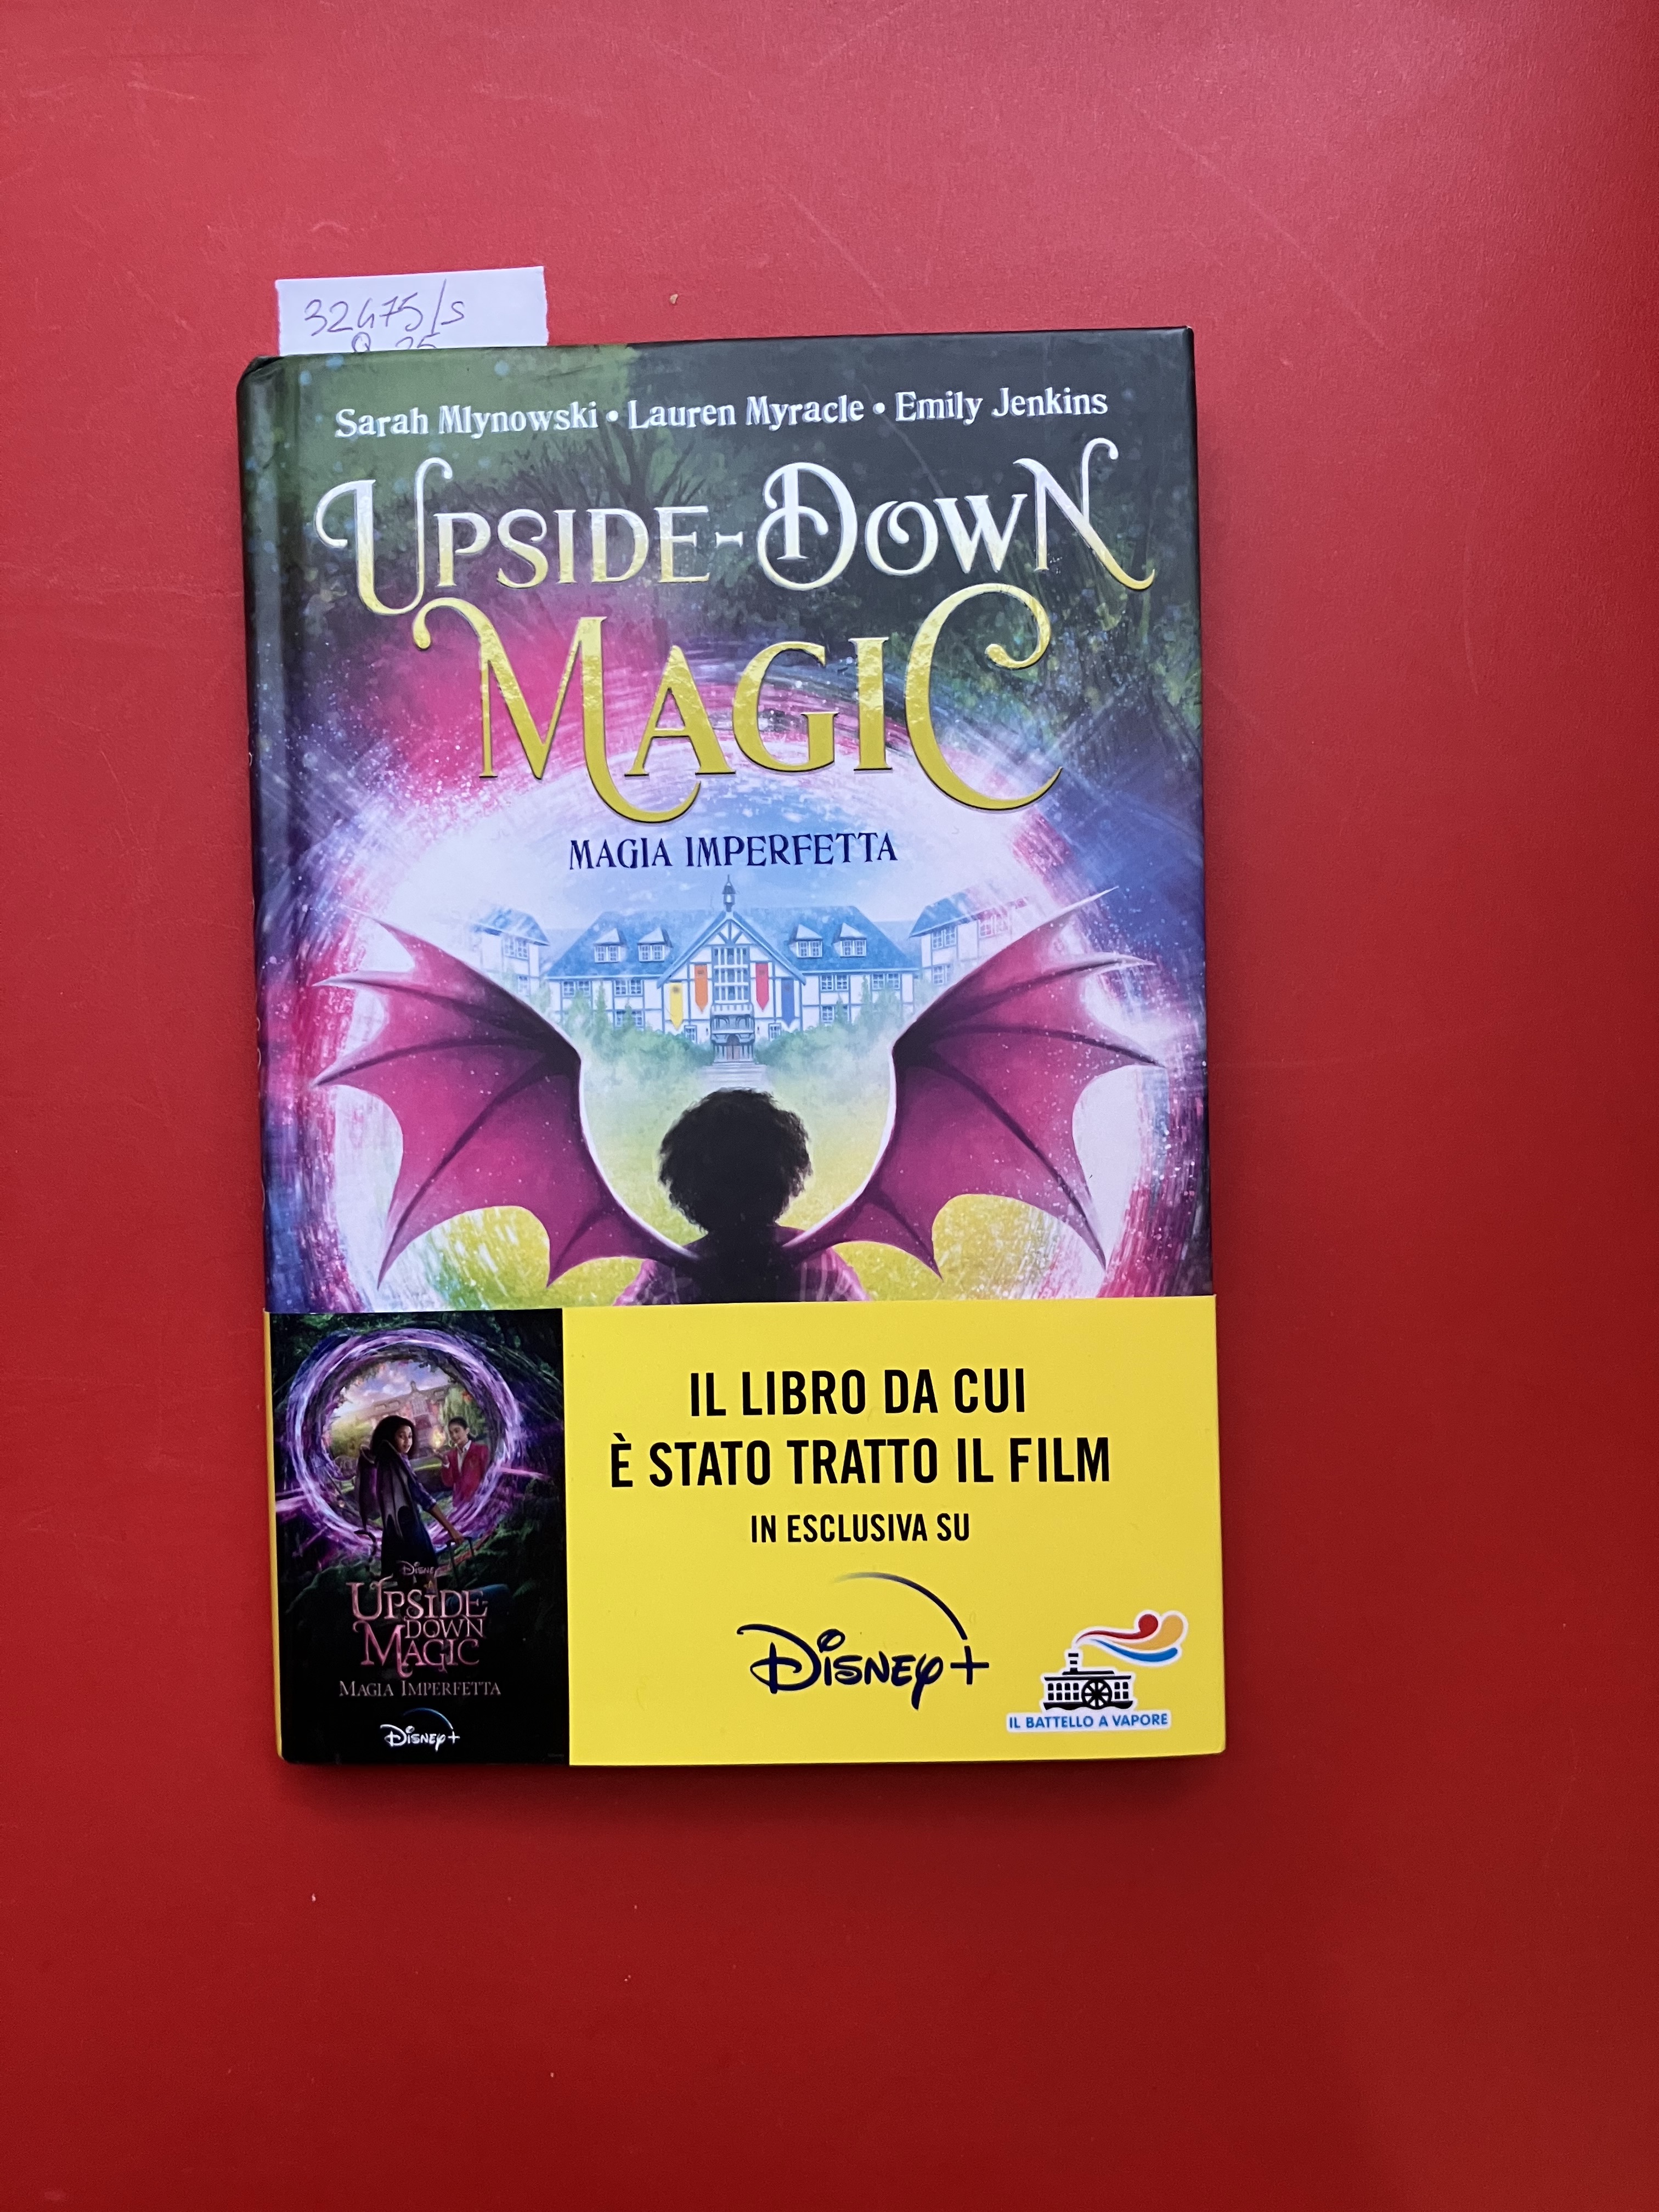 32475/s
Sarah Mlynowski • Lauren Myracle • Emily Jenkins
UPSIDE-DOWN
MAGIC
MAGIA IMPERFETTA
IL LIBRO DA CUI
È STATO TRATTO IL FILM
IN ESCLUSIVA SU
DISNEY+
IL BATTELLO A VAPORE
DISNEY
UPSIDE-
DOWN
MAGIC
MAGIA IMPERFETTA
DISNEY+